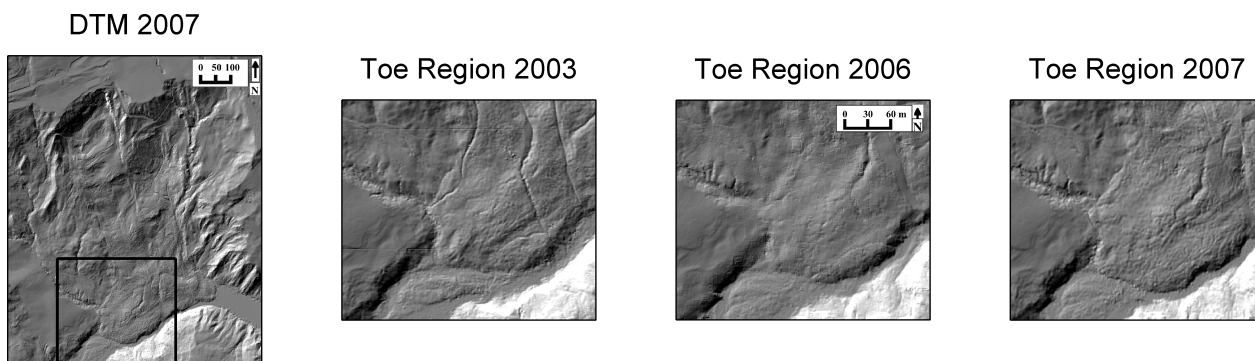 DTM 2007
0 50 100
N
Toe Region 2003
Toe Region 2006
0 30 60 m
N
Toe Region 2007